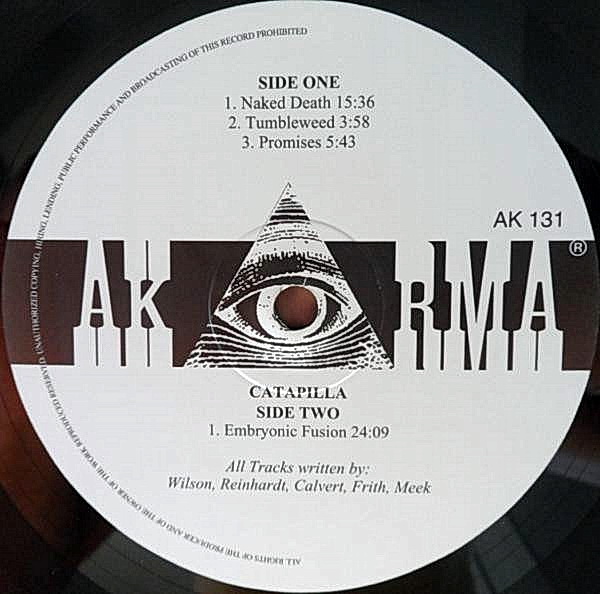 SIDE ONE
1. Naked Death 15:36
2. Tumbleweed 3:58
3. Promises 5:43
AK 131
AKARMA®
CATAPILLA
SIDE TWO
1. Embryonic Fusion 24:09
All Tracks written by:
Wilson, Reinhardt, Calvert, Frith, Meek
ALL RIGHTS OF THE PRODUCER AND OF THE OWNER OF THE WORK REPRODUCED RESERVED. UNAUTHORIZED COPYING, HIRING, LENDING, PUBLIC PERFORMANCE AND BROADCASTING OF THIS RECORD PROHIBITED